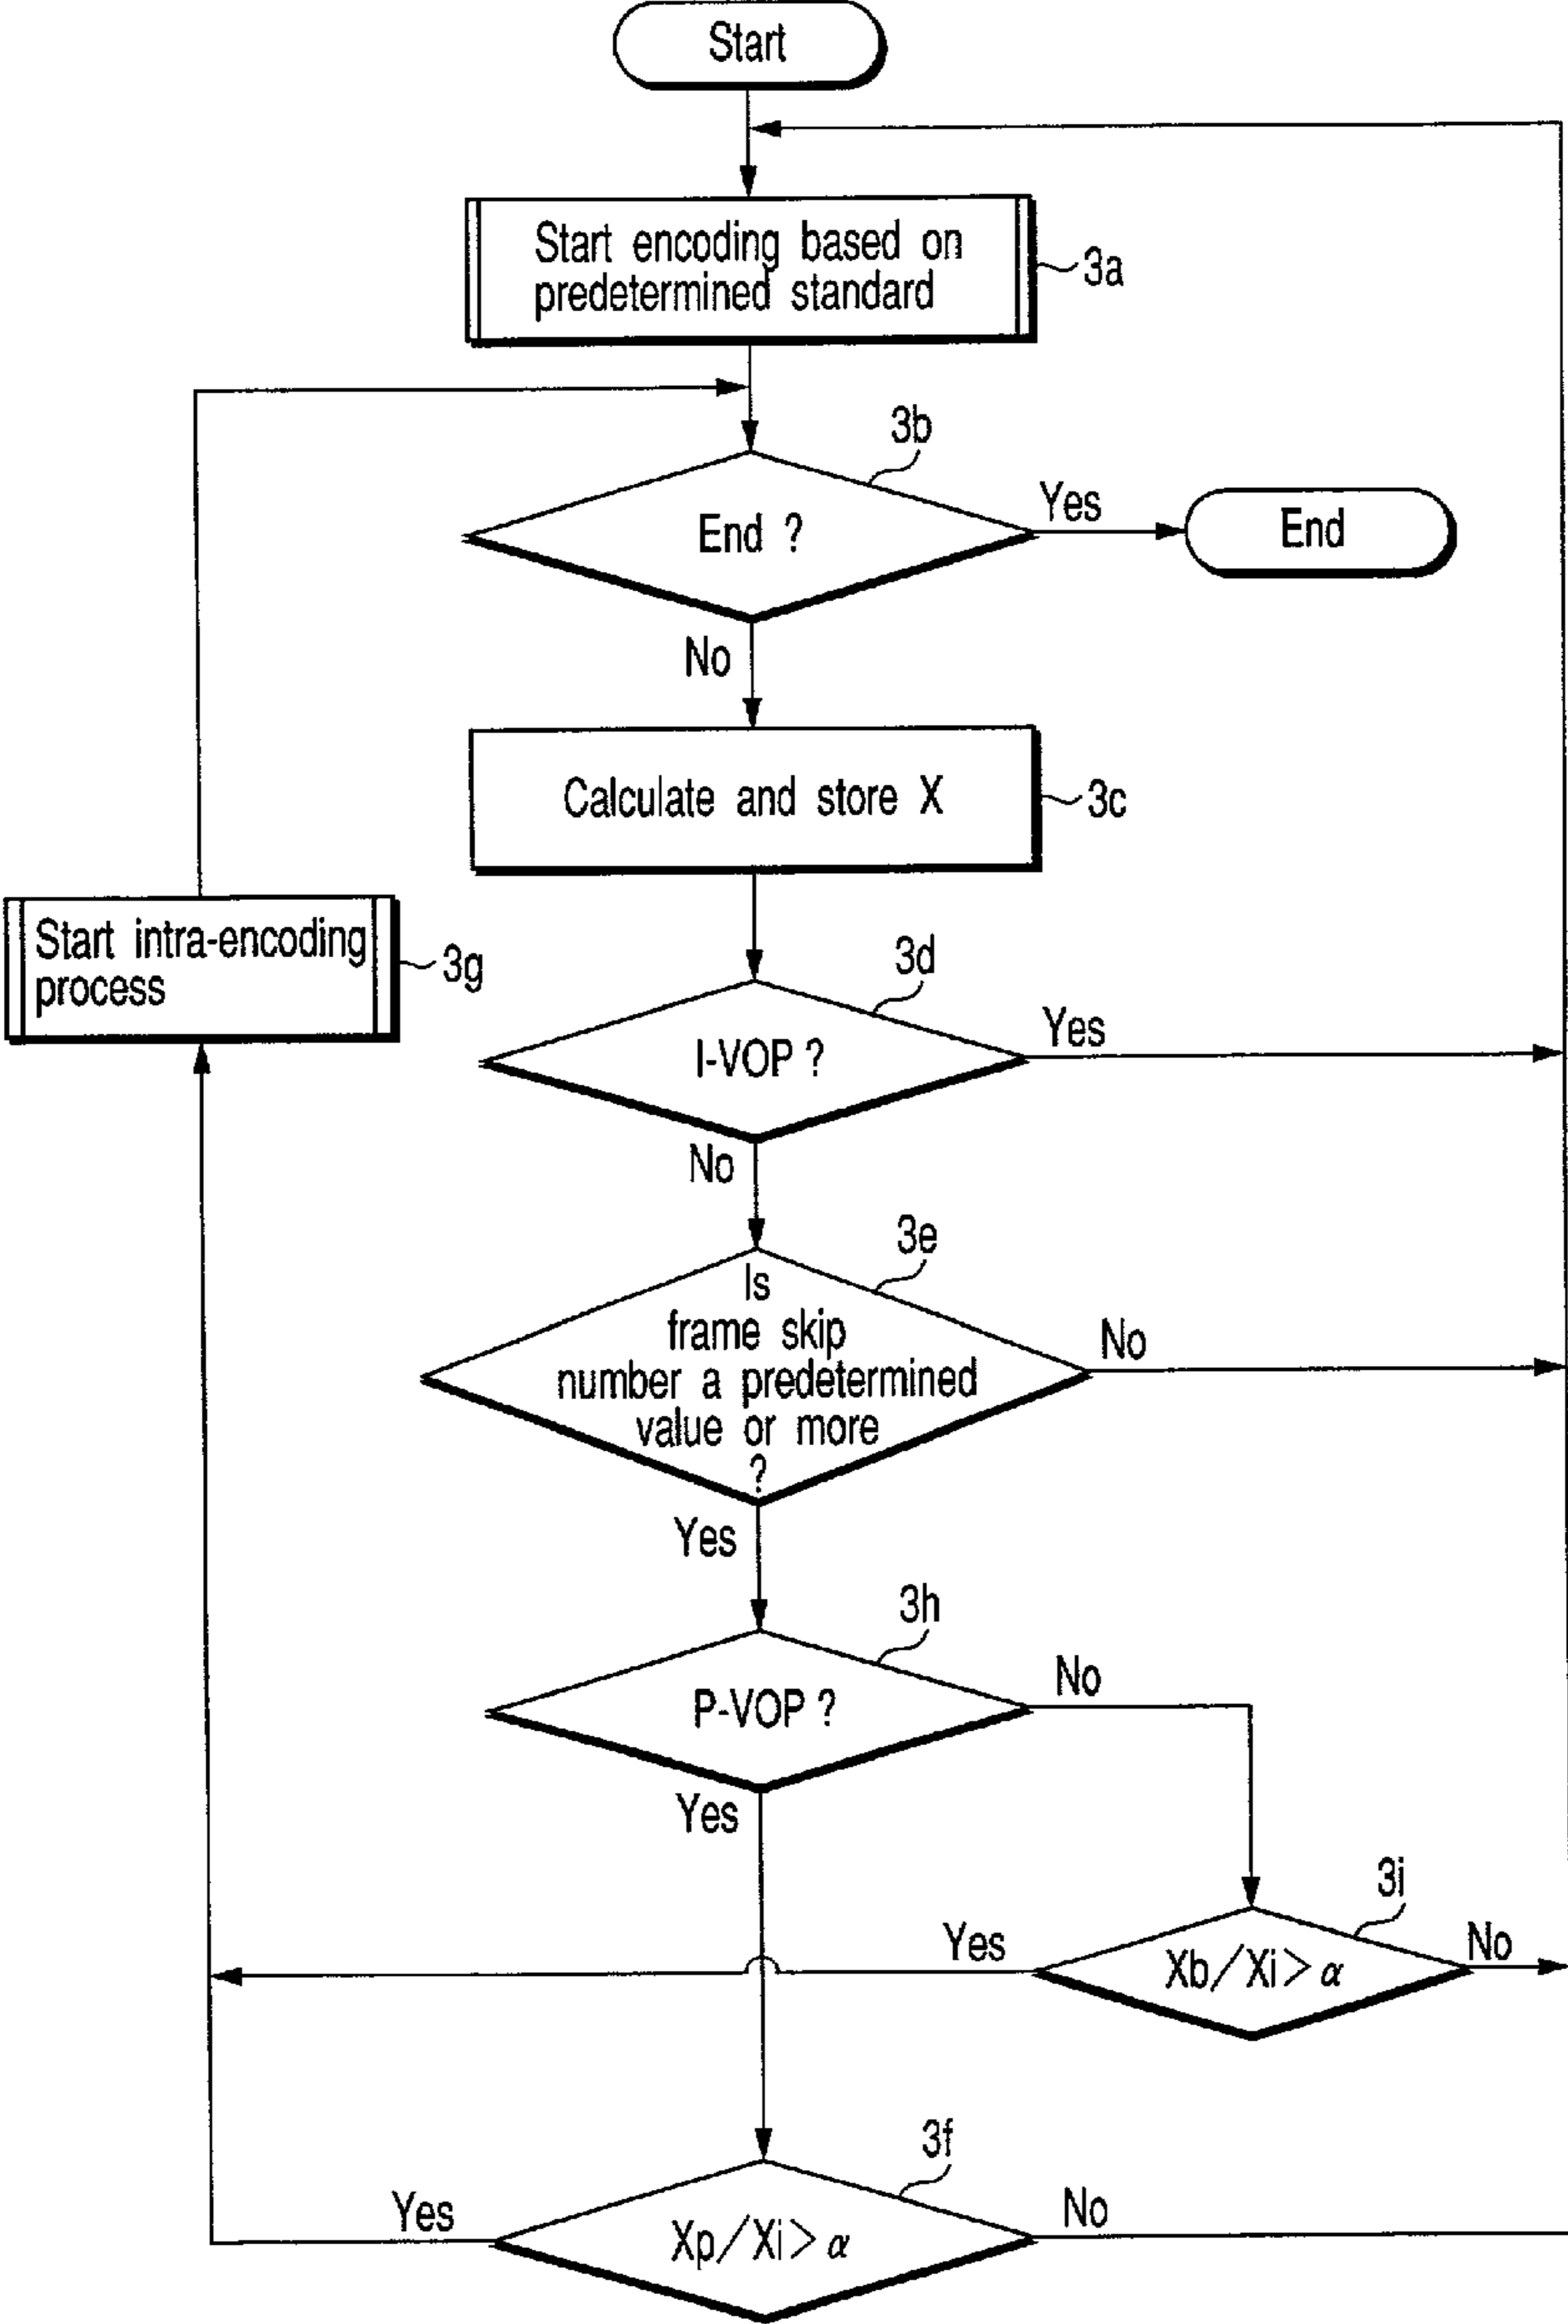 Start
Start encoding based on
predetermined standard
3a
3b
End ?
Yes
End
No
Calculate and store X
3c
Start intra-encoding
process
3g
3d
I-VOP ?
Yes
No
3e
Is
frame skip
number a predetermined
value or more
?
No
Yes
3h
P-VOP ?
No
Yes
3i
Yes
Xb/Xi>α
No
3f
Yes
Xp/Xi>α
No